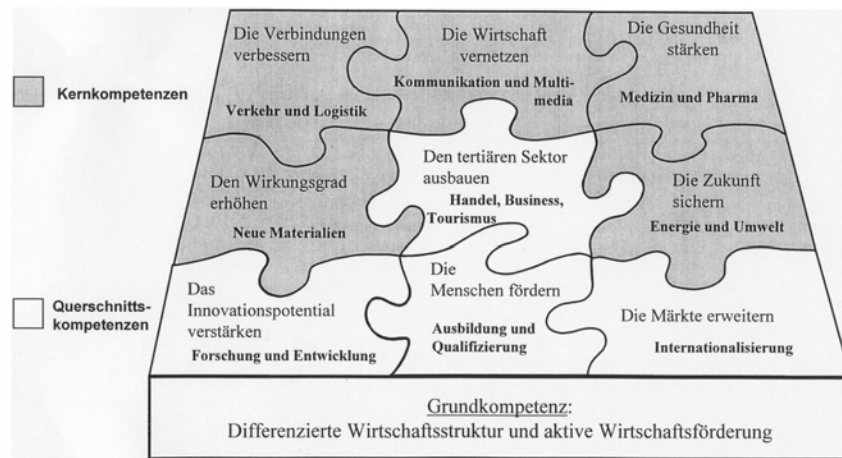 Die Verbindungen
verbessern
Verkehr und Logistik
Die Wirtschaft
vernetzen
Kommunikation und Multi-
media
Die Gesundheit
stärken
Medizin und Pharma
Kernkompetenzen
Den Wirkungsgrad
erhöhen
Neue Materialien
Den tertiären Sektor
ausbauen
Handel, Business,
Tourismus
Die Zukunft
sichern
Energie und Umwelt
Querschnitts-
kompetenzen
Das
Innovationspotential
verstärken
Forschung und Entwicklung
Die
Menschen fördern
Ausbildung und
Qualifizierung
Die Märkte erweitern
Internationalisierung
Grundkompetenz:
Differenzierte Wirtschaftsstruktur und aktive Wirtschaftsförderung